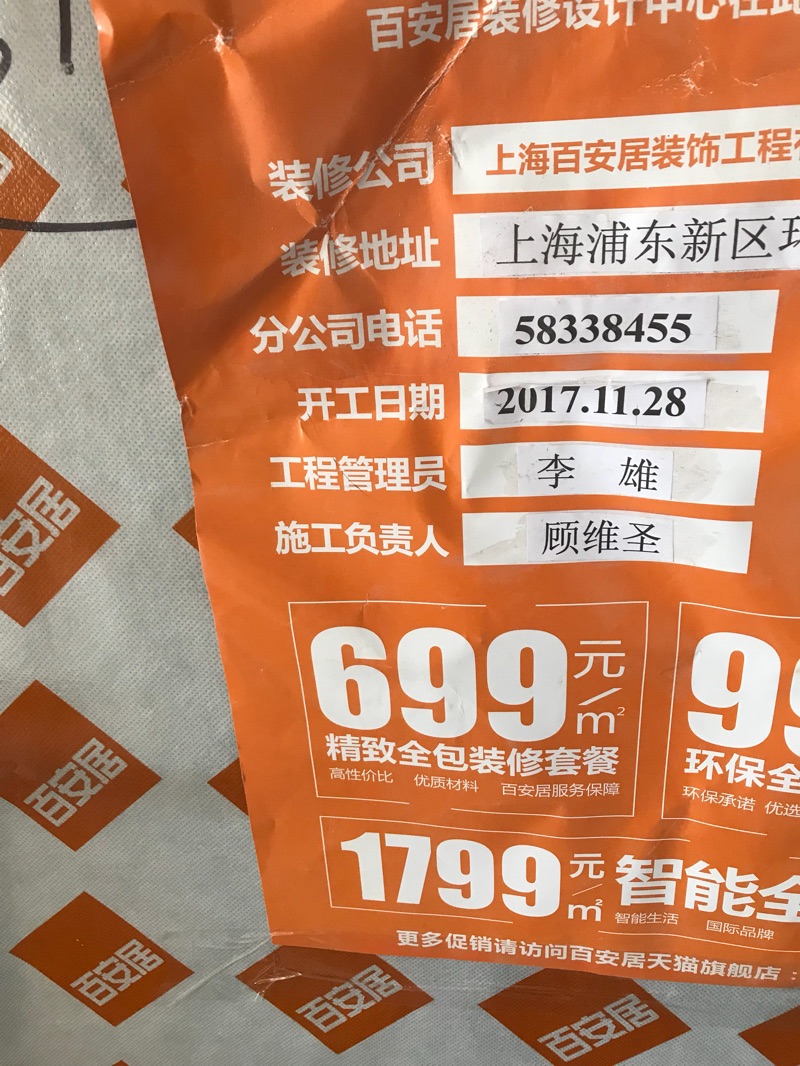 百安居装修设计中心在此
装修公司 上海百安居装饰工程
装修地址 上海浦东新区环
分公司电话 58338455
开工日期 2017.11.28
工程管理员 李 雄
施工负责人 顾维圣
699元/m²
精致全包装修套餐
高性价比 优质材料 百安居服务保障
99
环保全
环保承诺 优选
1799元/m² 智能全
智能生活 国际品牌
更多促销请访问百安居天猫旗舰店：
百安居
百安居
百安居
百安居
百安居